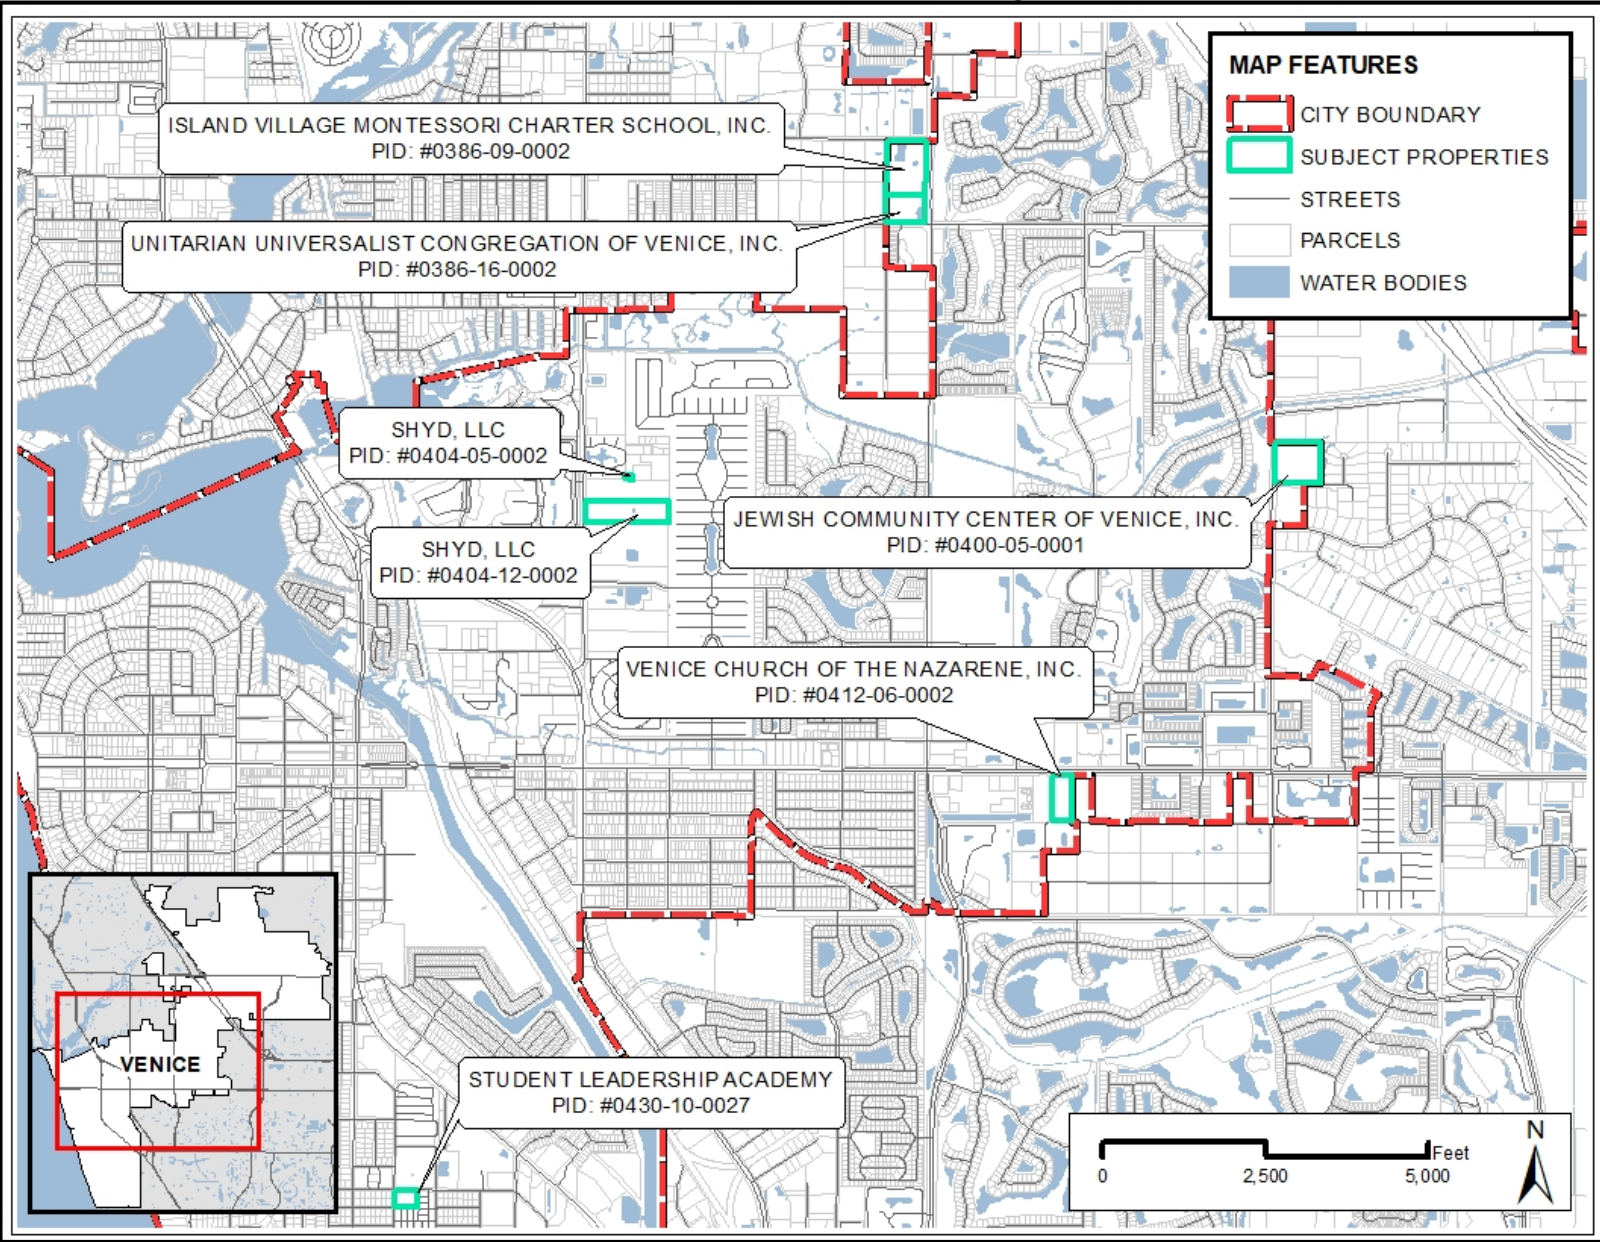 MAP FEATURES
CITY BOUNDARY
SUBJECT PROPERTIES
STREETS
PARCELS
WATER BODIES
ISLAND VILLAGE MONTESSORI CHARTER SCHOOL, INC.
PID: #0386-09-0002
UNITARIAN UNIVERSALIST CONGREGATION OF VENICE, INC.
PID: #0386-16-0002
SHYD, LLC
PID: #0404-05-0002
SHYD, LLC
PID: #0404-12-0002
JEWISH COMMUNITY CENTER OF VENICE, INC.
PID: #0400-05-0001
VENICE CHURCH OF THE NAZARENE, INC.
PID: #0412-06-0002
STUDENT LEADERSHIP ACADEMY
PID: #0430-10-0027
VENICE
N
Feet
0 2,500 5,000